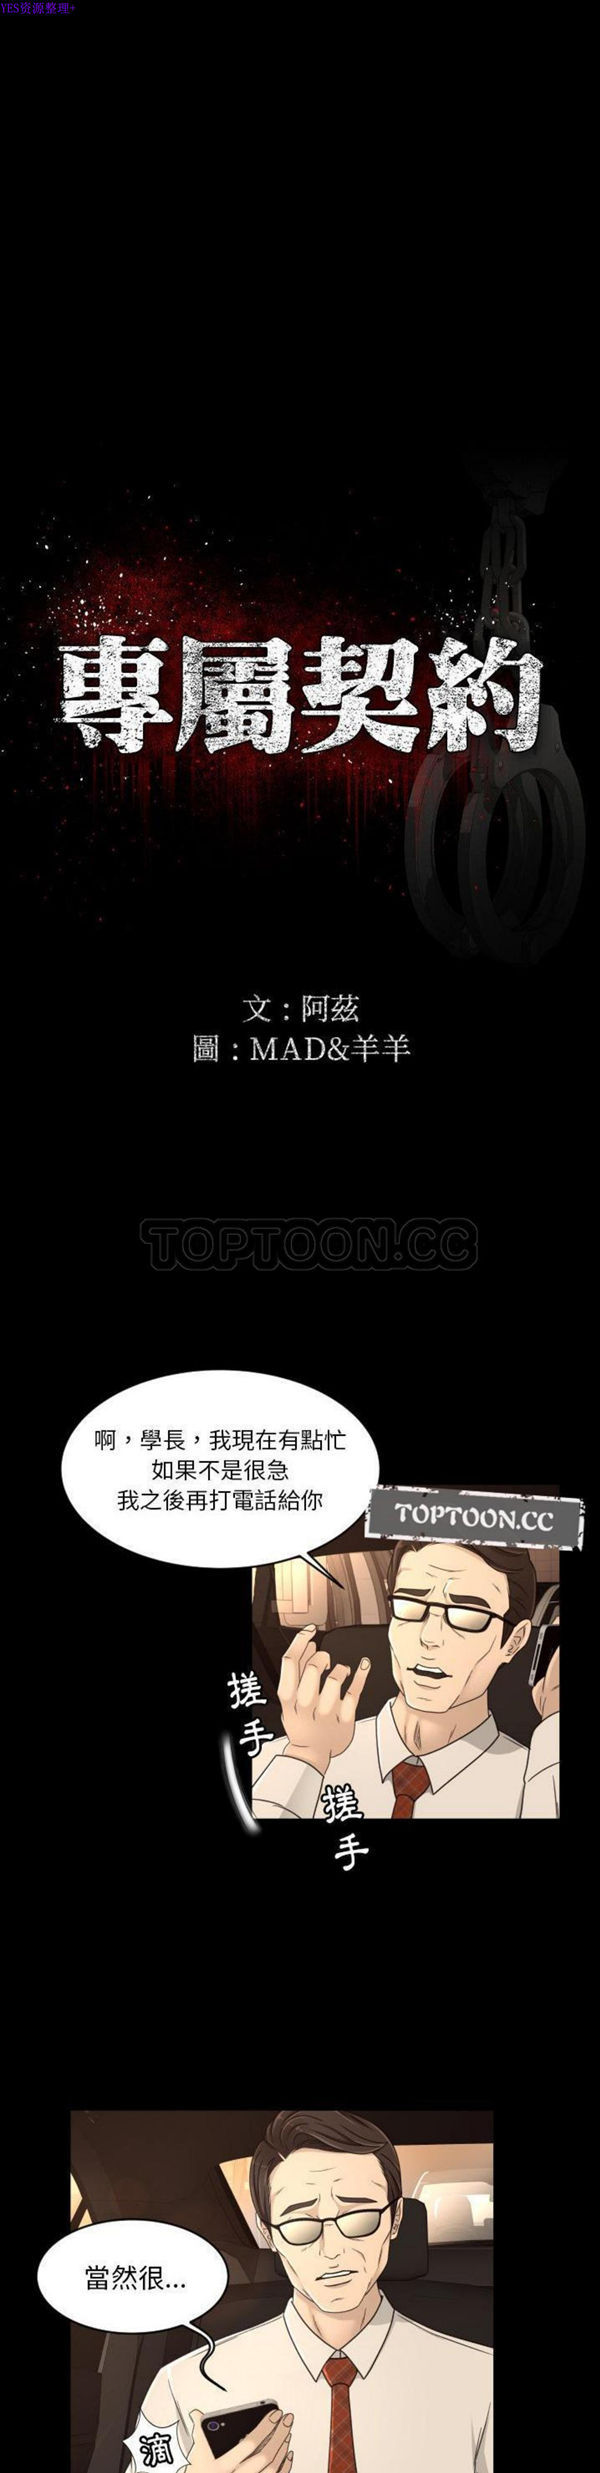 YES资源整理+
專屬契約
文：阿茲
圖：MAD&羊羊
TOPTOON.CC
啊，學長，我現在有點忙
如果不是很急
我之後再打電話給你
TOPTOON.CC
搓手
搓手
當然很...
滴